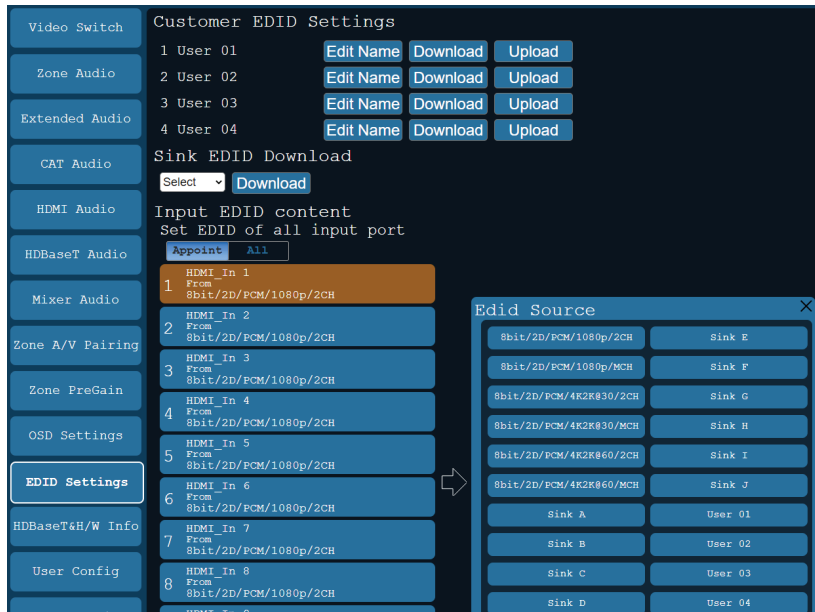 Video Switch
Zone Audio
Extended Audio
CAT Audio
HDMI Audio
HDBaseT Audio
Mixer Audio
Zone A/V Pairing
Zone PreGain
OSD Settings
EDID Settings
HDBaseT&H/W Info
User Config
Customer EDID Settings
1 User 01 Edit Name Download Upload
2 User 02 Edit Name Download Upload
3 User 03 Edit Name Download Upload
4 User 04 Edit Name Download Upload
Sink EDID Download
Select Download
Input EDID content
Set EDID of all input port
Appoint All
1 HDMI_In 1
From
8bit/2D/PCM/1080p/2CH
2 HDMI_In 2
From
8bit/2D/PCM/1080p/2CH
3 HDMI_In 3
From
8bit/2D/PCM/1080p/2CH
4 HDMI_In 4
From
8bit/2D/PCM/1080p/2CH
5 HDMI_In 5
From
8bit/2D/PCM/1080p/2CH
6 HDMI_In 6
From
8bit/2D/PCM/1080p/2CH
7 HDMI_In 7
From
8bit/2D/PCM/1080p/2CH
8 HDMI_In 8
From
8bit/2D/PCM/1080p/2CH
Edid Source
8bit/2D/PCM/1080p/2CH Sink E
8bit/2D/PCM/1080p/MCH Sink F
8bit/2D/PCM/4K2K@30/2CH Sink G
8bit/2D/PCM/4K2K@30/MCH Sink H
8bit/2D/PCM/4K2K@60/2CH Sink I
8bit/2D/PCM/4K2K@60/MCH Sink J
Sink A User 01
Sink B User 02
Sink C User 03
Sink D User 04